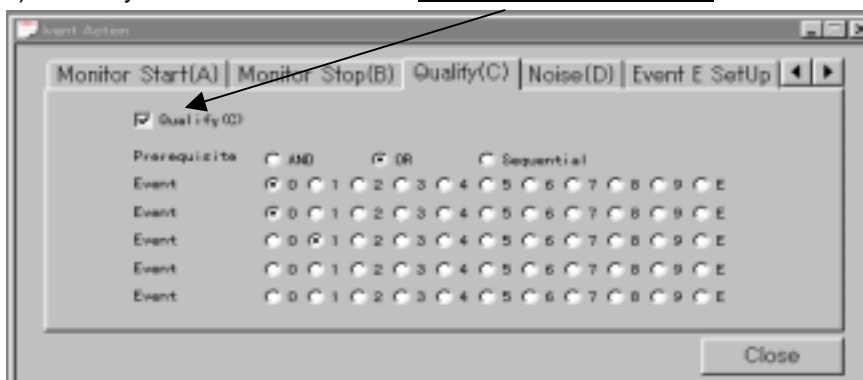 Event Action
Monitor Start(A) Monitor Stop(B) Qualify(C) Noise(D) Event E SetUp
Qualify(C)
Prerequisite AND OR Sequential
Event 0 1 2 3 4 5 6 7 8 9 E
Event 0 1 2 3 4 5 6 7 8 9 E
Event 0 1 2 3 4 5 6 7 8 9 E
Event 0 1 2 3 4 5 6 7 8 9 E
Event 0 1 2 3 4 5 6 7 8 9 E
Close